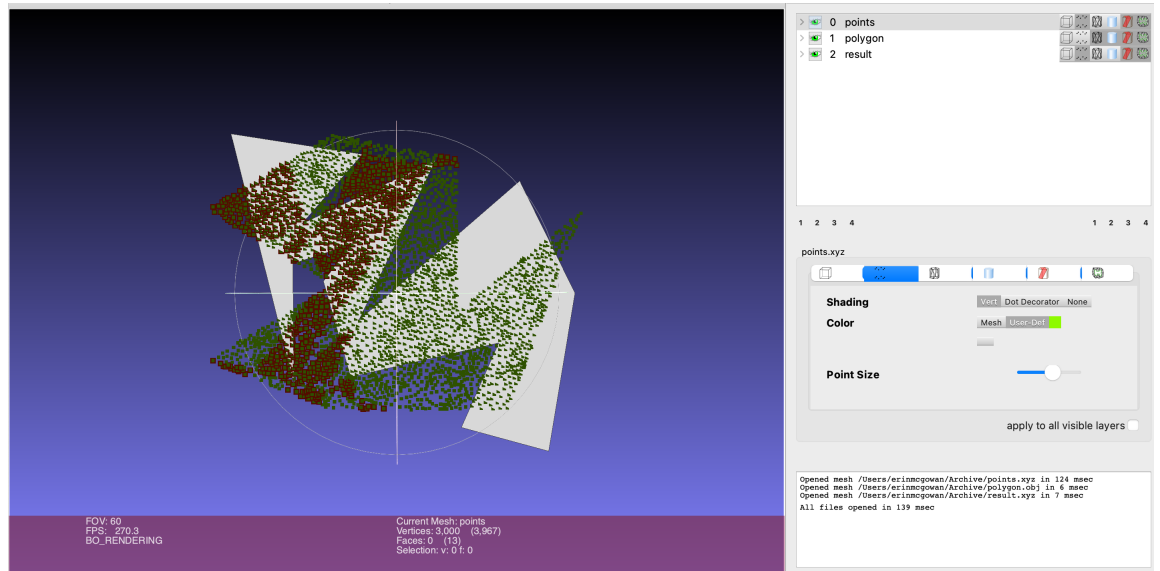 0 points
1 polygon
2 result
1 2 3 4
1 2 3 4
points.xyz
Shading
Vert Dot Decorator None
Color
Mesh User-Def
Point Size
apply to all visible layers
Opened mesh /Users/erinmcgowan/Archive/points.xyz in 124 msec
Opened mesh /Users/erinmcgowan/Archive/polygon.obj in 6 msec
Opened mesh /Users/erinmcgowan/Archive/result.xyz in 7 msec
All files opened in 139 msec
FOV: 60
FPS: 270.3
BO_RENDERING
Current Mesh: points
Vertices: 3,000 (3,967)
Faces: 0 (13)
Selection: v: 0 f: 0